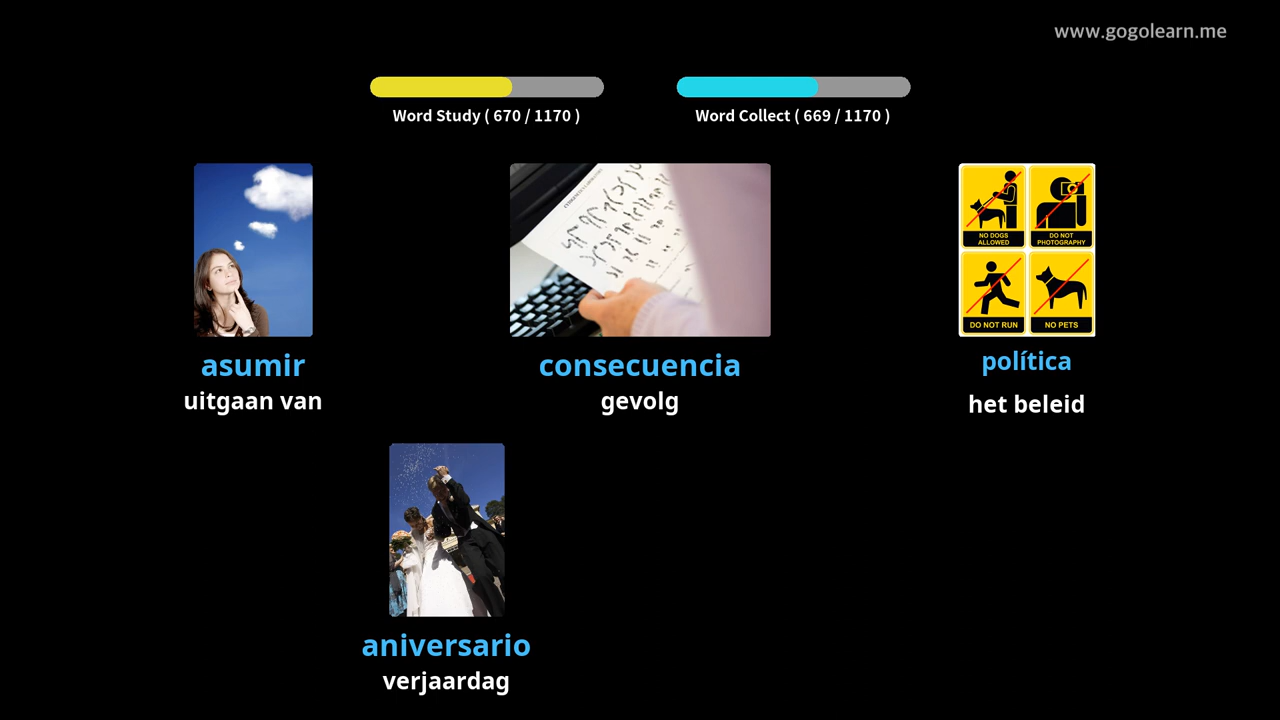 www.gogolearn.me
Word Study ( 670 / 1170 )
Word Collect ( 669 / 1170 )
NO DOGS
ALLOWED
DO NOT
PHOTOGRAPHY
DO NOT RUN
NO PETS
asumir
uitgaan van
consecuencia
gevolg
política
het beleid
aniversario
verjaardag